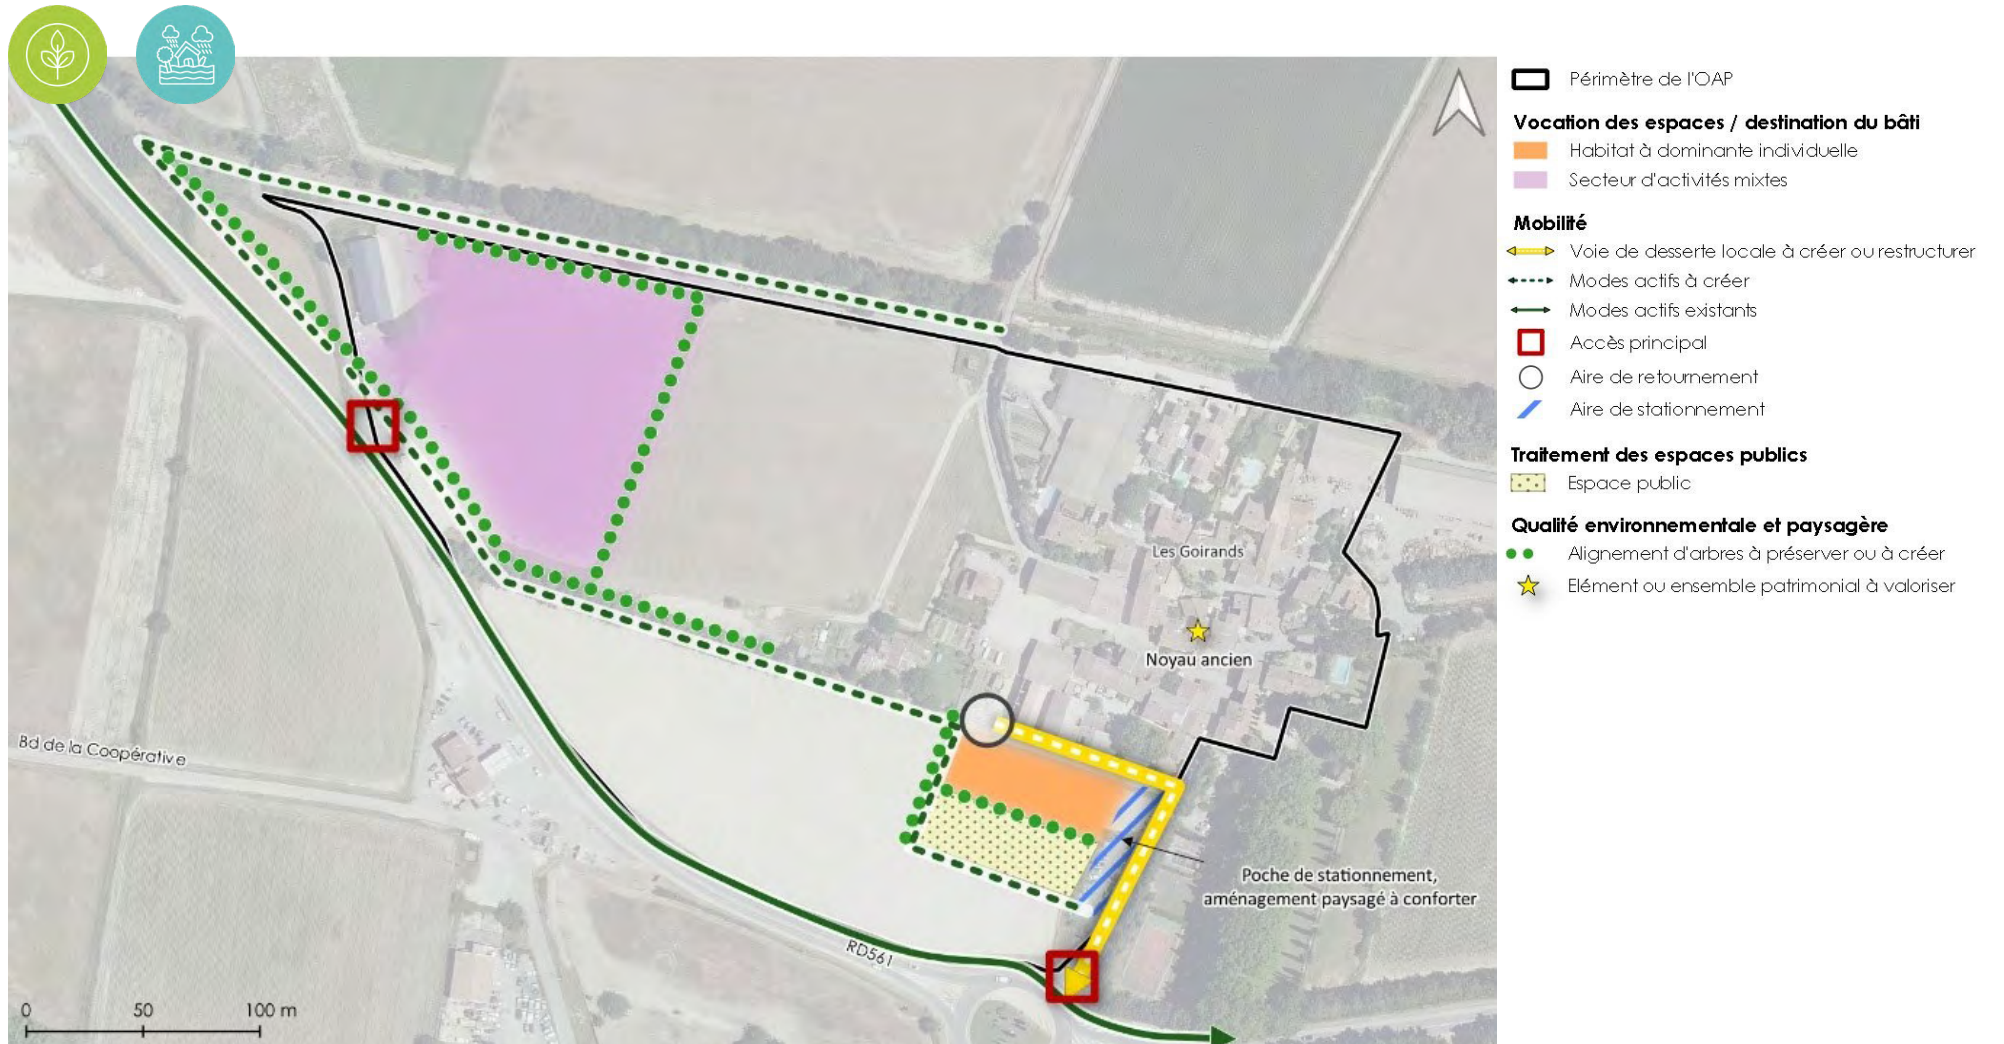 Périmètre de l'OAP
Vocation des espaces / destination du bâti
Habitat à dominante individuelle
Secteur d'activités mixtes
Mobilité
Voie de desserte locale à créer ou restructurer
Modes actifs à créer
Modes actifs existants
Accès principal
Aire de retournement
Aire de stationnement
Traitement des espaces publics
Espace public
Qualité environnementale et paysagère
Alignement d'arbres à préserver ou à créer
Elément ou ensemble patrimonial à valoriser
Les Goirands
Noyau ancien
Bd de la Coopérative
Poche de stationnement,
aménagement paysagé à conforter
RD561
0 50 100 m